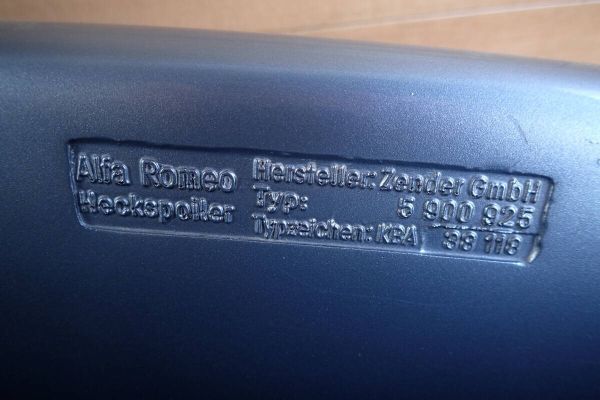 Alfa Romeo
Heckspoiler
Hersteller: Zender GmbH
Typ: 5 900 925
Typzeichen: KBA 38 118